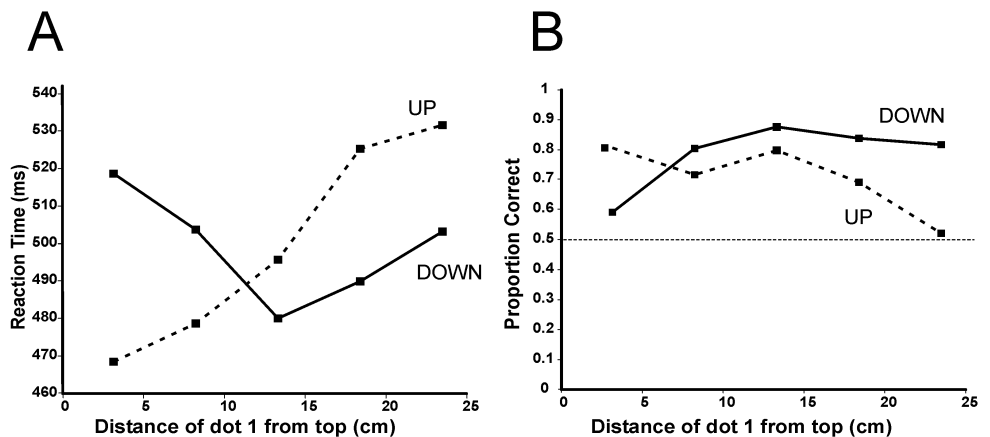 A
540
530
520
510
500
490
480
470
460
Reaction Time (ms)
UP
DOWN
0 5 10 15 20 25
Distance of dot 1 from top (cm)
B
1
0.9
0.8
0.7
0.6
0.5
0.4
0.3
0.2
0.1
0
Proportion Correct
DOWN
UP
0 5 10 15 20 25
Distance of dot 1 from top (cm)